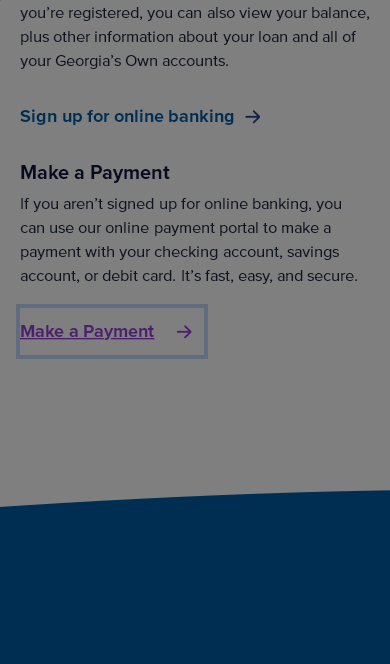 you’re registered, you can also view your balance,
plus other information about your loan and all of
your Georgia’s Own accounts.
Sign up for online banking
Make a Payment
If you aren’t signed up for online banking, you
can use our online payment portal to make a
payment with your checking account, savings
account, or debit card. It’s fast, easy, and secure.
Make a Payment